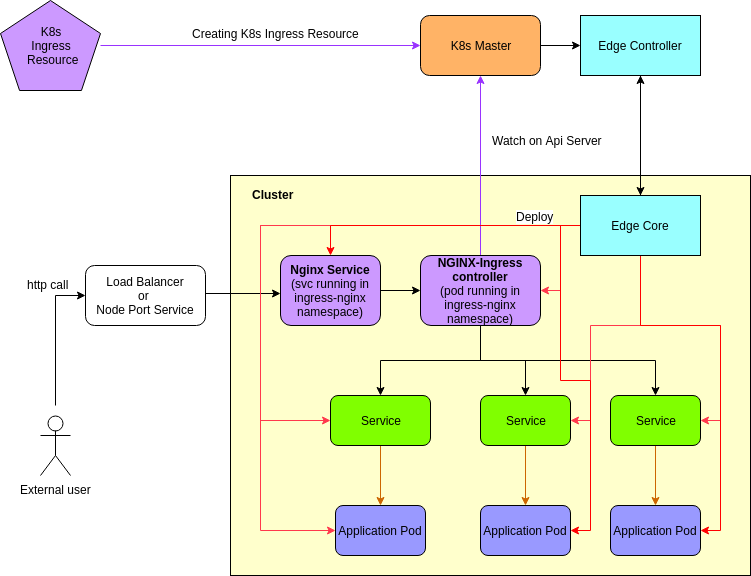 K8s
Ingress
Resource
Creating K8s Ingress Resource
K8s Master
Edge Controller
Watch on Api Server
Cluster
Deploy
Edge Core
http call
Load Balancer
or
Node Port Service
Nginx Service
(svc running in
ingress-nginx
namespace)
NGINX-Ingress
controller
(pod running in
ingress-nginx
namespace)
Service
Service
Service
External user
Application Pod
Application Pod
Application Pod